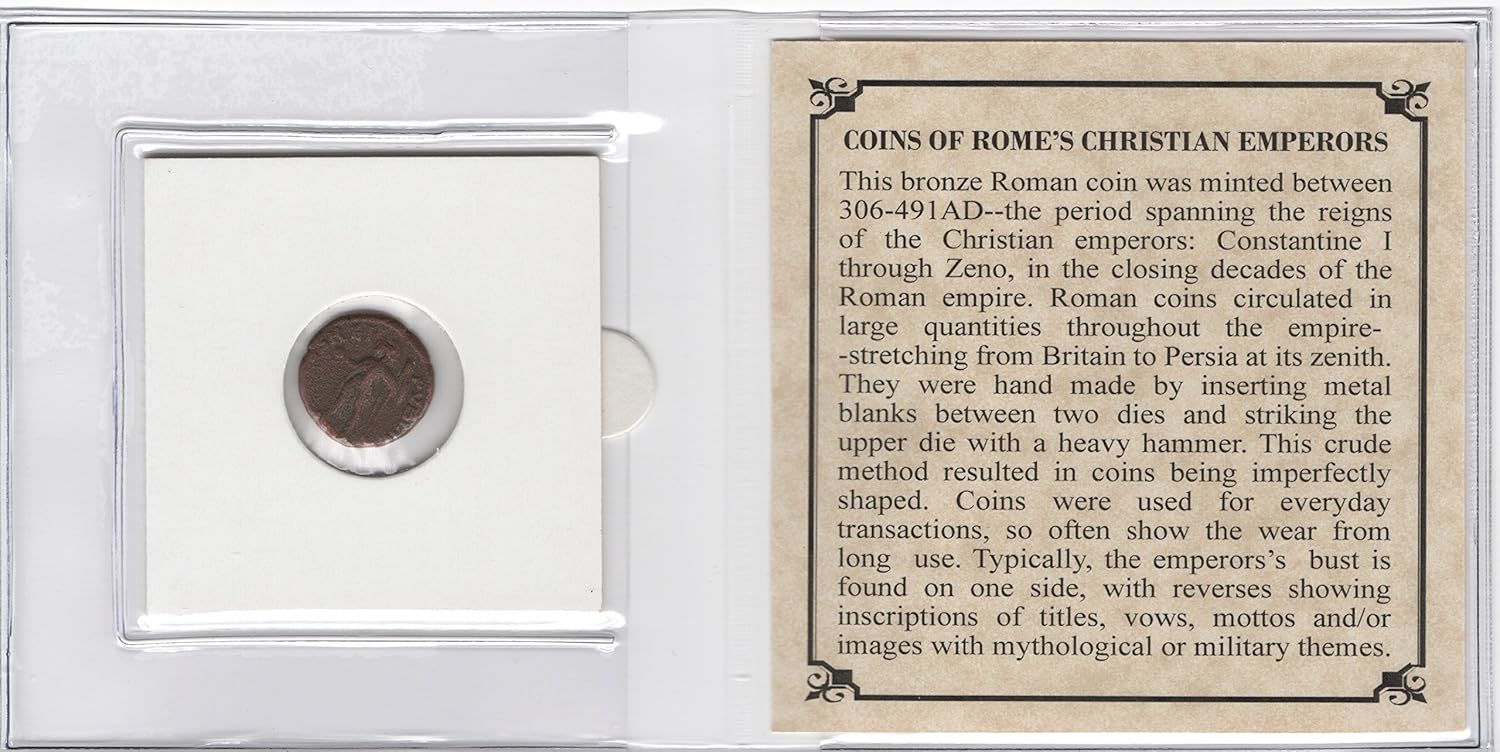 COINS OF ROME'S CHRISTIAN EMPERORS
This bronze Roman coin was minted between
306-491AD--the period spanning the reigns
of the Christian emperors: Constantine I
through Zeno, in the closing decades of the
Roman empire. Roman coins circulated in
large quantities throughout the empire-
-stretching from Britain to Persia at its zenith.
They were hand made by inserting metal
blanks between two dies and striking the
upper die with a heavy hammer. This crude
method resulted in coins being imperfectly
shaped. Coins were used for everyday
transactions, so often show the wear from
long use. Typically, the emperors's bust is
found on one side, with reverses showing
inscriptions of titles, vows, mottos and/or
images with mythological or military themes.